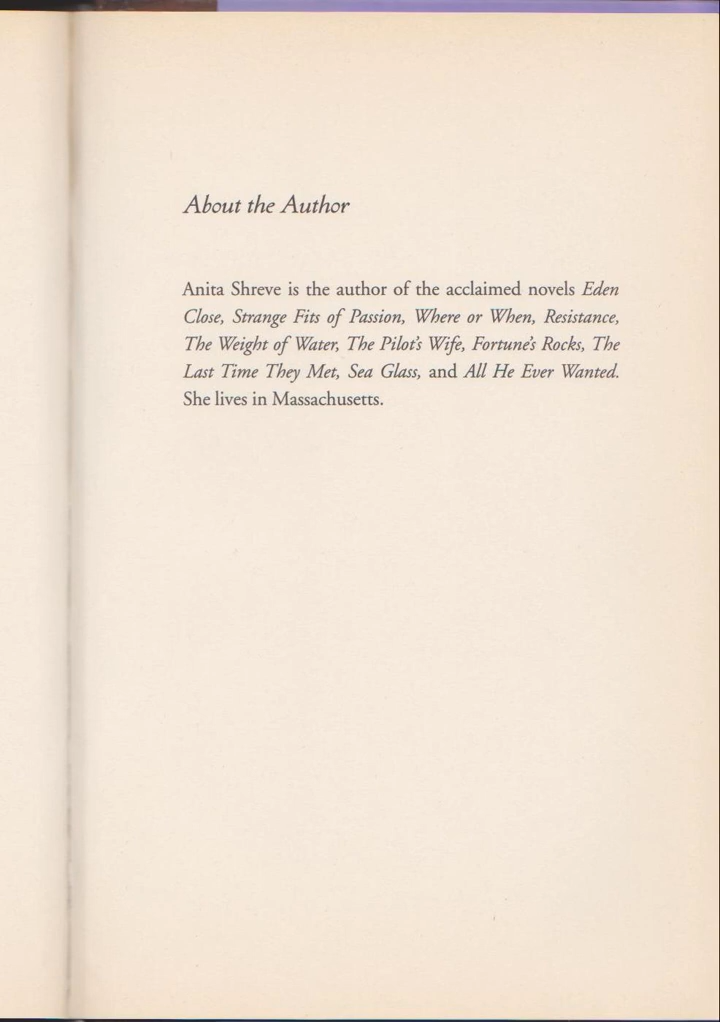 About the Author
Anita Shreve is the author of the acclaimed novels Eden
Close, Strange Fits of Passion, Where or When, Resistance,
The Weight of Water, The Pilot's Wife, Fortune's Rocks, The
Last Time They Met, Sea Glass, and All He Ever Wanted.
She lives in Massachusetts.